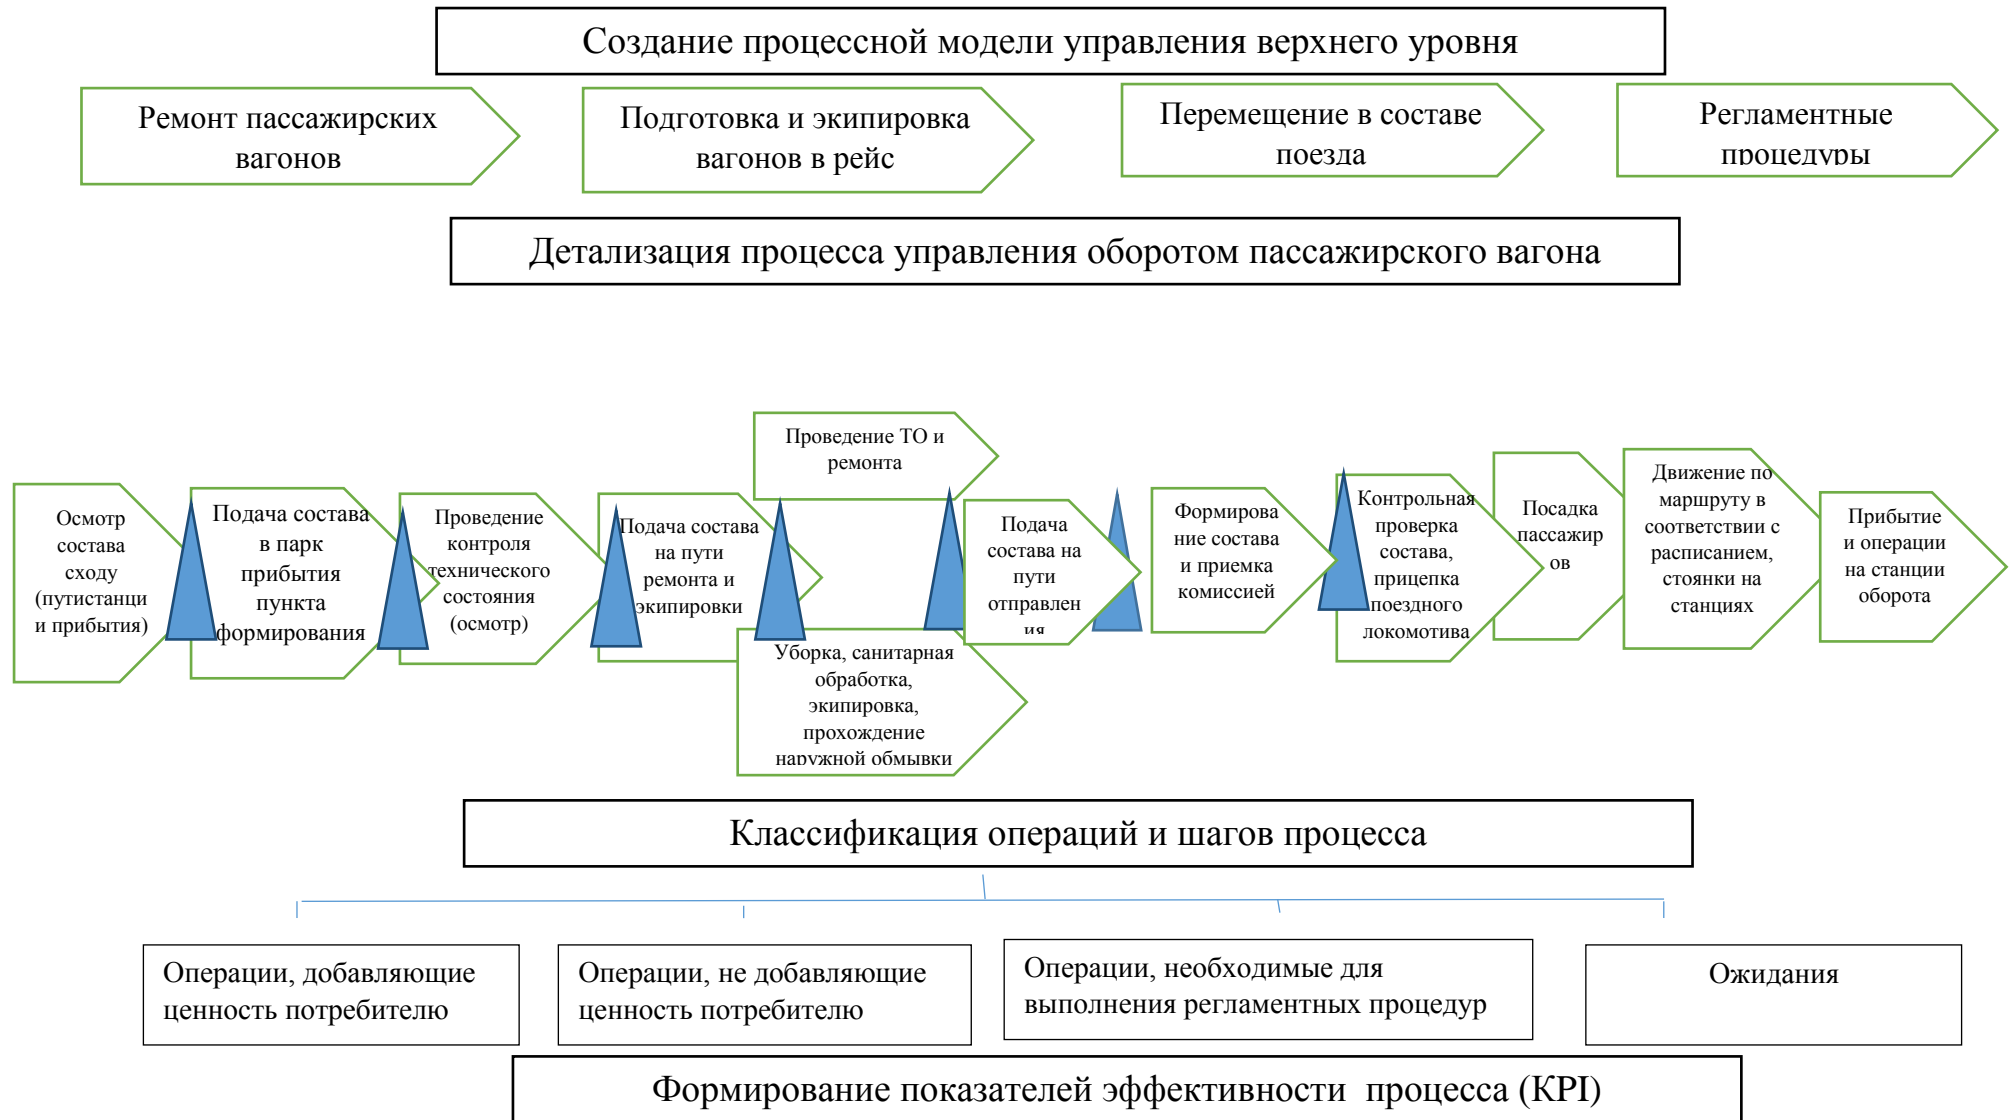 Создание процессной модели управления верхнего уровня
Ремонт пассажирских
вагонов
Подготовка и экипировка
вагонов в рейс
Перемещение в составе
поезда
Регламентные
процедуры
Детализация процесса управления оборотом пассажирского вагона
Осмотр
состава
сходу
(путистанци
и прибытия)
Подача состава
в парк
прибытия
пункта
формирования
Проведение
контроля
технического
состояния
(осмотр)
Подача состава
на пути
ремонта и
экипировки
Проведение ТО и
ремонта
Уборка, санитарная
обработка,
экипировка,
прохождение
наружной обмывки
Подача
состава на
пути
отправлен
ия
Формирова
ние состава
и приемка
комиссией
Контрольная
проверка
состава,
прицепка
поездного
локомотива
Посадка
пассажир
ов
Движение по
маршруту в
соответствии с
расписанием,
стоянки на
станциях
Прибытие
и операции
на станции
оборота
Классификация операций и шагов процесса
Операции, добавляющие
ценность потребителю
Операции, не добавляющие
ценность потребителю
Операции, необходимые для
выполнения регламентных процедур
Ожидания
Формирование показателей эффективности  процесса (KPI)